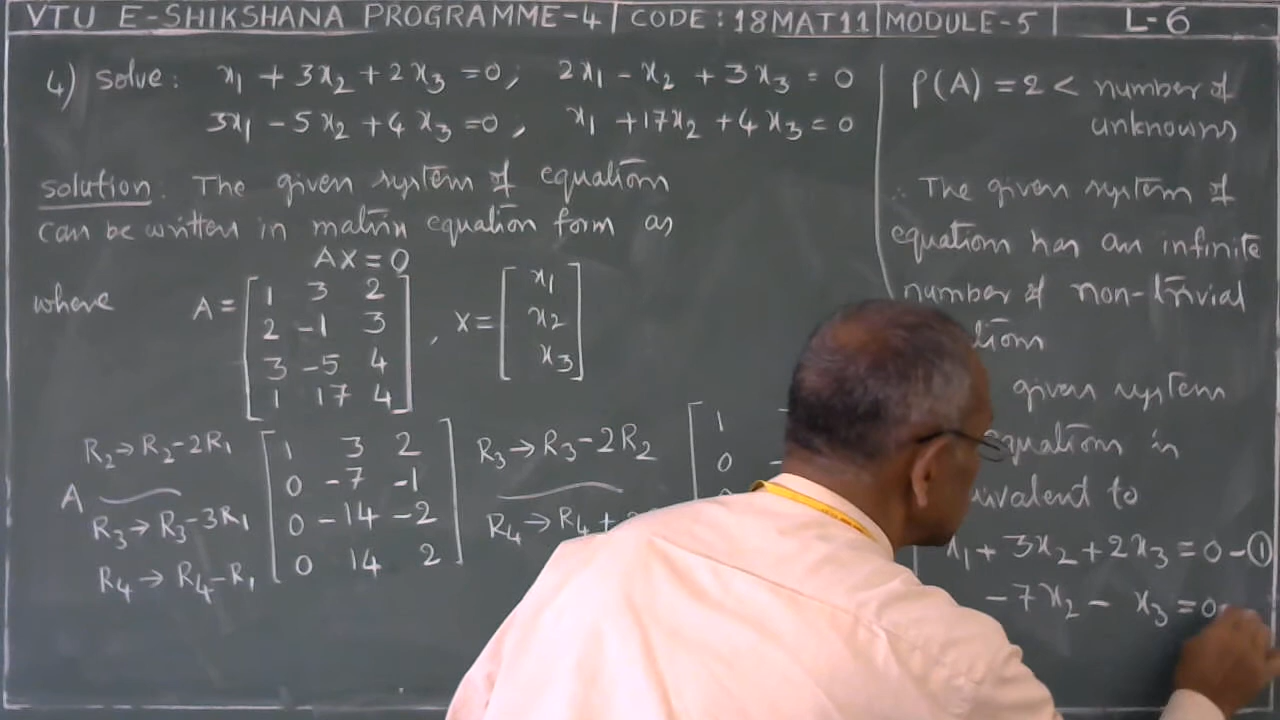 VTU E-SHIKSHANA PROGRAMME-4 | CODE: 18MAT11 | MODULE-5 | L-6
4) Solve: x₁ + 3x₂ + 2x₃ = 0; 2x₁ - x₂ + 3x₃ = 0
3x₁ - 5x₂ + 4x₃ = 0, x₁ + 17x₂ + 4x₃ = 0
solution. The given system of equation
can be written in matrix equation form as
AX = 0
where A = [1 3 2
2 -1 3
3 -5 4
1 17 4], X = [x₁
x₂
x₃]
A
R₂→R₂-2R₁
R₃→R₃-3R₁
R₄→R₄-R₁
[1 3 2
0 -7 -1
0 -14 -2
0 14 2]
R₃→R₃-2R₂
R₄→R₄+
[1
0
ρ(A) = 2 < number of
unknowns
∴ The given system of
equation has an infinite
number of non-trivial
given system
equation is
to
x₁ + 3x₂ + 2x₃ = 0 - ①
-7x₂ - x₃ = 0